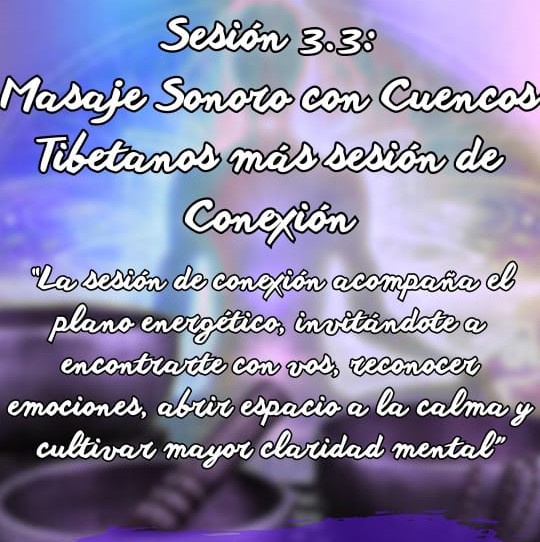 Sesión 3.3:
Masaje Sonoro con Cuencos
Tibetanos más sesión de
Conexión
"La sesión de conexión acompaña el
plano energético, invitándote a
encontrarte con vos, reconocer
emociones, abrir espacio a la calma y
cultivar mayor claridad mental"